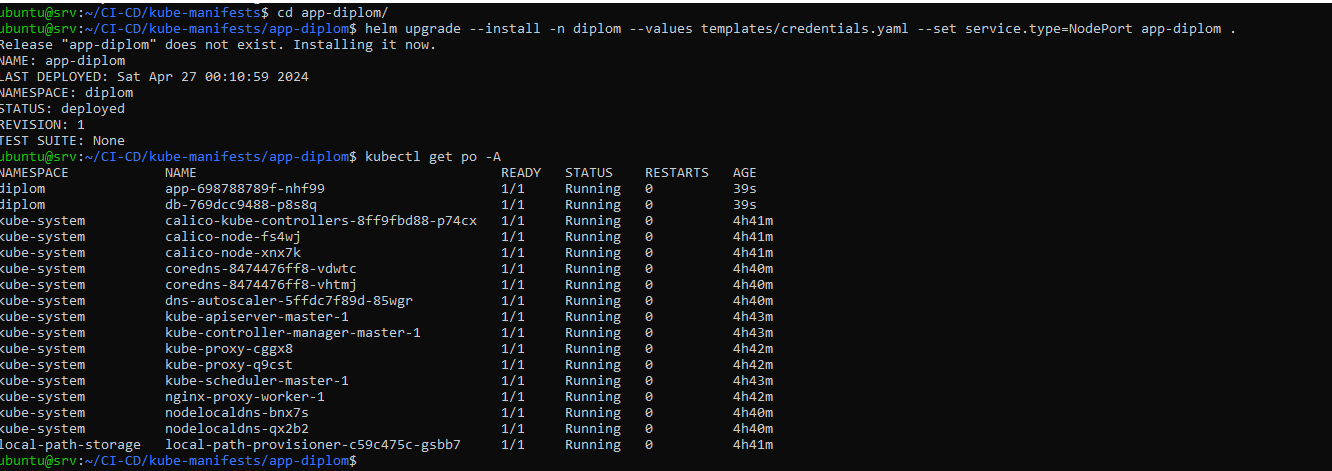 ubuntu@srv:~/CI-CD/kube-manifests$ cd app-diplom/
ubuntu@srv:~/CI-CD/kube-manifests/app-diplom$ helm upgrade --install -n diplom --values templates/credentials.yaml --set service.type=NodePort app-diplom .
Release "app-diplom" does not exist. Installing it now.
NAME: app-diplom
LAST DEPLOYED: Sat Apr 27 00:10:59 2024
NAMESPACE: diplom
STATUS: deployed
REVISION: 1
TEST SUITE: None
ubuntu@srv:~/CI-CD/kube-manifests/app-diplom$ kubectl get po -A
NAMESPACE NAME READY STATUS RESTARTS AGE
diplom app-698788789f-nhf99 1/1 Running 0 39s
diplom db-769dcc9488-p8s8q 1/1 Running 0 39s
kube-system calico-kube-controllers-8ff9fbd88-p74cx 1/1 Running 0 4h41m
kube-system calico-node-fs4wj 1/1 Running 0 4h41m
kube-system calico-node-xnx7k 1/1 Running 0 4h41m
kube-system coredns-8474476ff8-vdwtc 1/1 Running 0 4h40m
kube-system coredns-8474476ff8-vhtmj 1/1 Running 0 4h40m
kube-system dns-autoscaler-5ffdc7f89d-85wgr 1/1 Running 0 4h40m
kube-system kube-apiserver-master-1 1/1 Running 0 4h43m
kube-system kube-controller-manager-master-1 1/1 Running 0 4h43m
kube-system kube-proxy-cggx8 1/1 Running 0 4h42m
kube-system kube-proxy-q9cst 1/1 Running 0 4h42m
kube-system kube-scheduler-master-1 1/1 Running 0 4h43m
kube-system nginx-proxy-worker-1 1/1 Running 0 4h42m
kube-system nodelocaldns-bnx7s 1/1 Running 0 4h40m
kube-system nodelocaldns-qx2b2 1/1 Running 0 4h40m
local-path-storage local-path-provisioner-c59c475c-gsbb7 1/1 Running 0 4h41m
ubuntu@srv:~/CI-CD/kube-manifests/app-diplom$